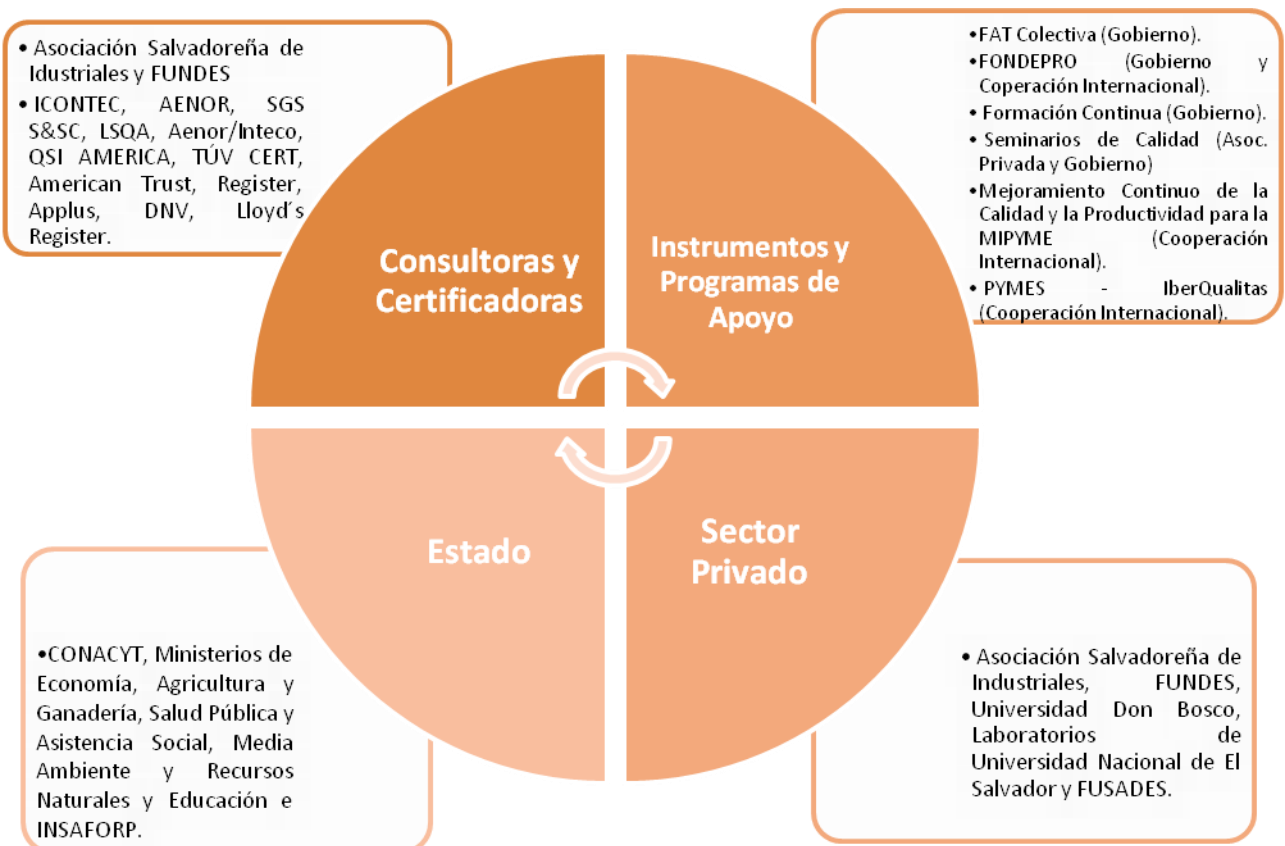 • Asociación Salvadoreña de
Idustriales y FUNDES
• ICONTEC, AENOR, SGS
S&SC, LSQA, Aenor/Inteco,
QSI AMERICA, TÚV CERT,
American Trust, Register,
Applus, DNV, Lloyd´s
Register.
Consultoras y
Certificadoras
•FAT Colectiva (Gobierno).
•FONDEPRO (Gobierno y
Coperación Internacional).
• Formación Continua (Gobierno).
• Seminarios de Calidad (Asoc.
Privada y Gobierno)
•Mejoramiento Continuo de la
Calidad y la Productividad para la
MIPYME (Cooperación
Internacional).
• PYMES - IberQualitas
(Cooperación Internacional).
Instrumentos y
Programas de
Apoyo
Estado
•CONACYT, Ministerios de
Economía, Agricultura y
Ganadería, Salud Pública y
Asistencia Social, Media
Ambiente y Recursos
Naturales y Educación e
INSAFORP.
Sector
Privado
• Asociación Salvadoreña de
Industriales, FUNDES,
Universidad Don Bosco,
Laboratorios de
Universidad Nacional de El
Salvador y FUSADES.